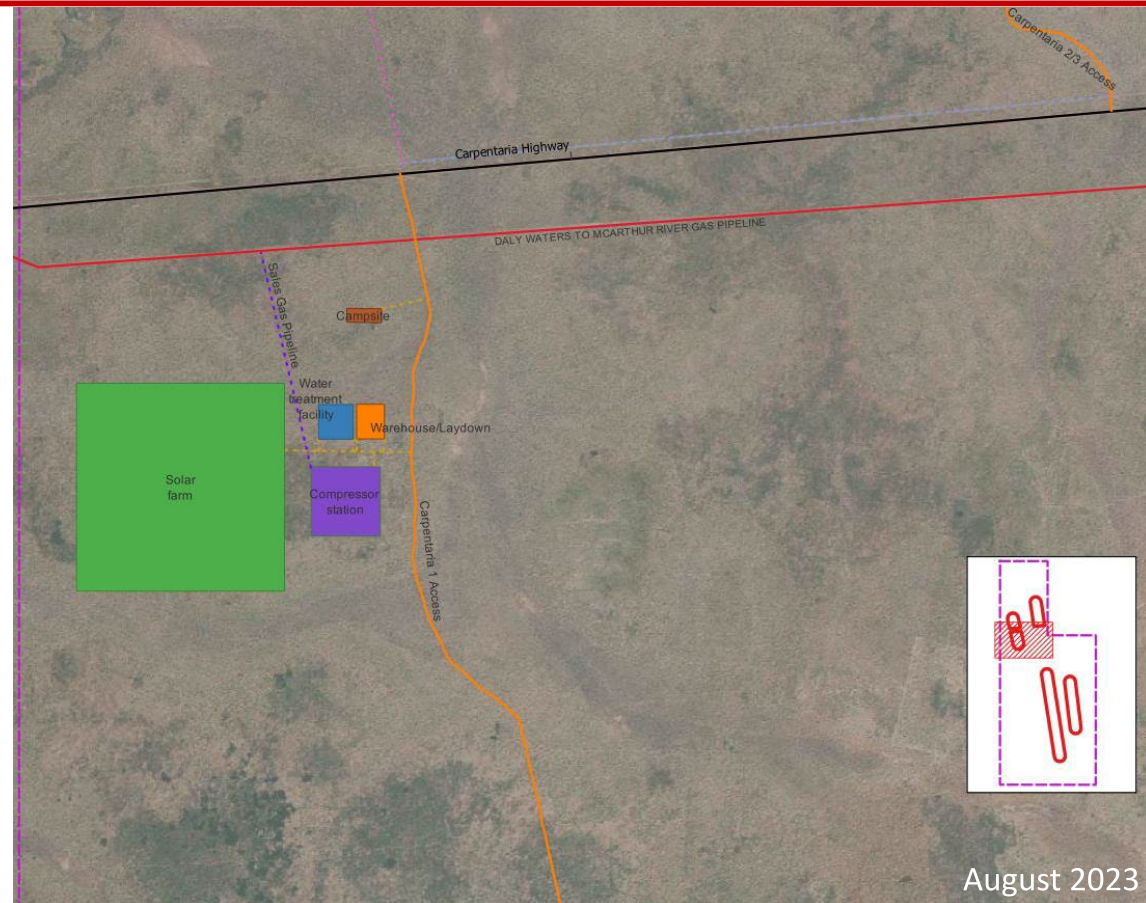 Carpentaria 2/3 Access
Carpentaria Highway
DALY WATERS TO MCARTHUR RIVER GAS PIPELINE
Sales Gas Pipeline
Campsite
Water
treatment
facility
Warehouse/Laydown
Solar
farm
Compressor
station
Carpentaria 1 Access
August 2023